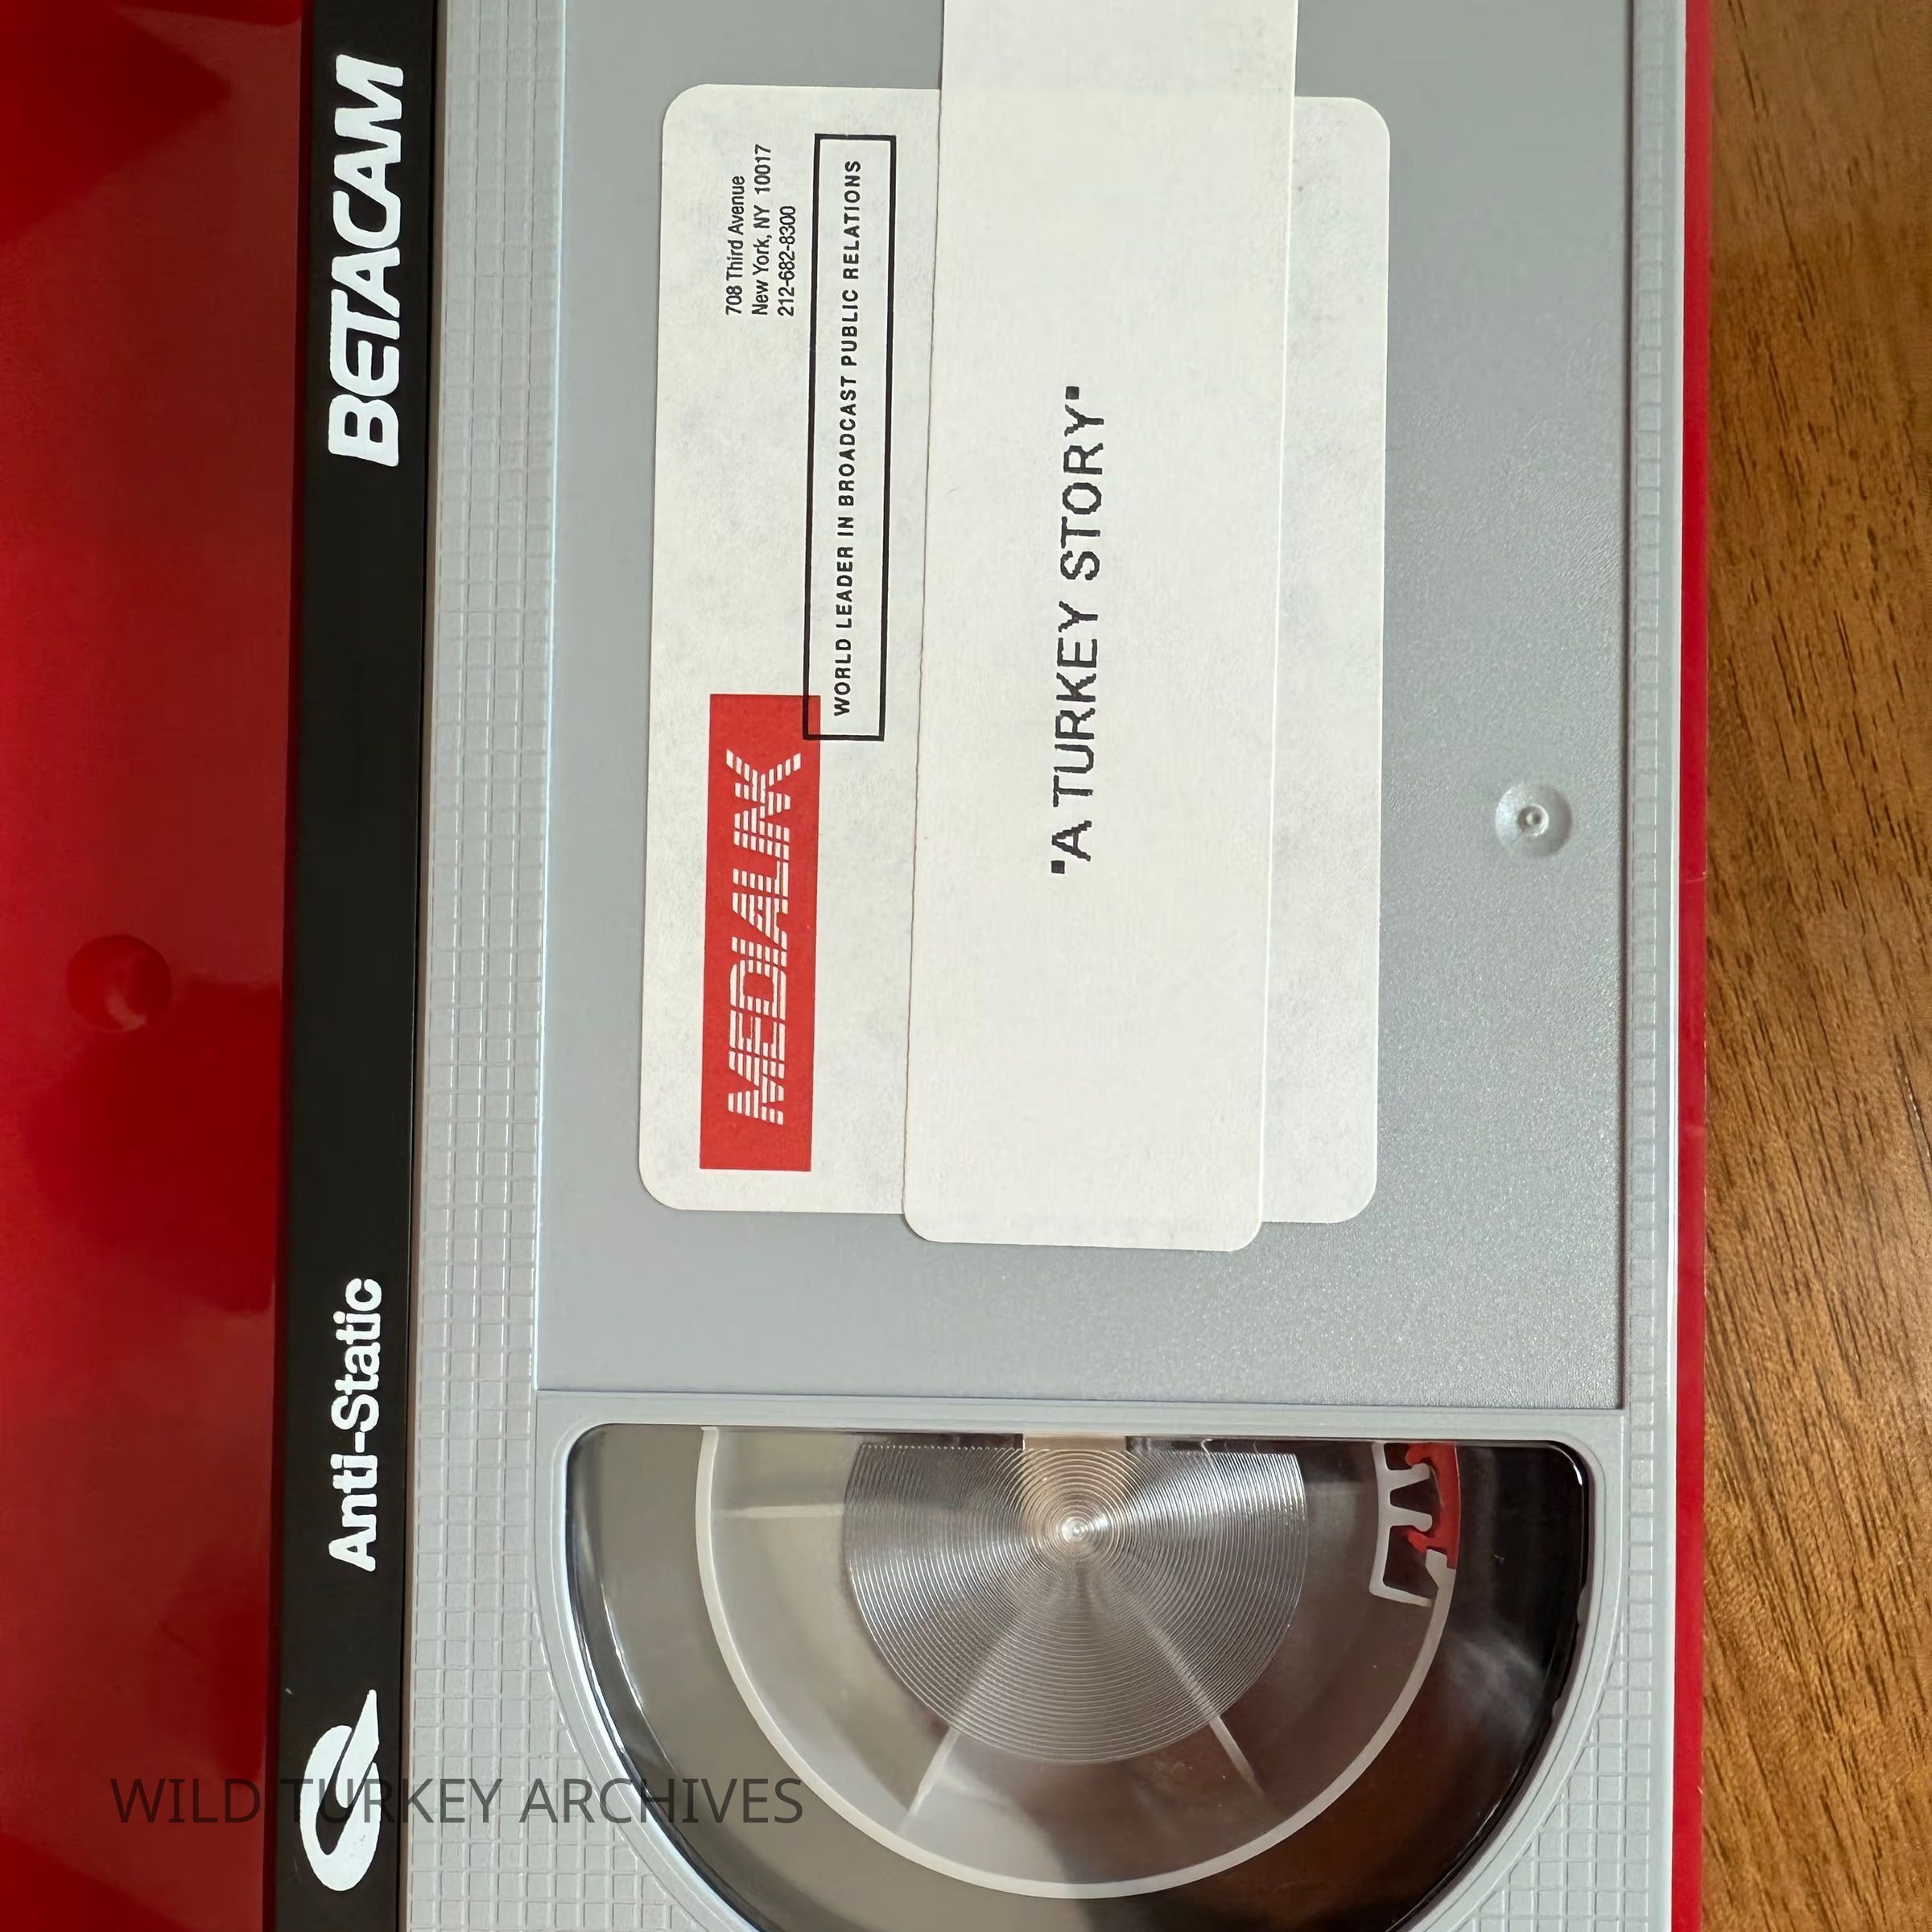 BETACAM
Anti-Static
MEDIALINK
708 Third Avenue
New York, NY 10017
212-682-8300
WORLD LEADER IN BROADCAST PUBLIC RELATIONS
"A TURKEY STORY"
WILD TURKEY ARCHIVES